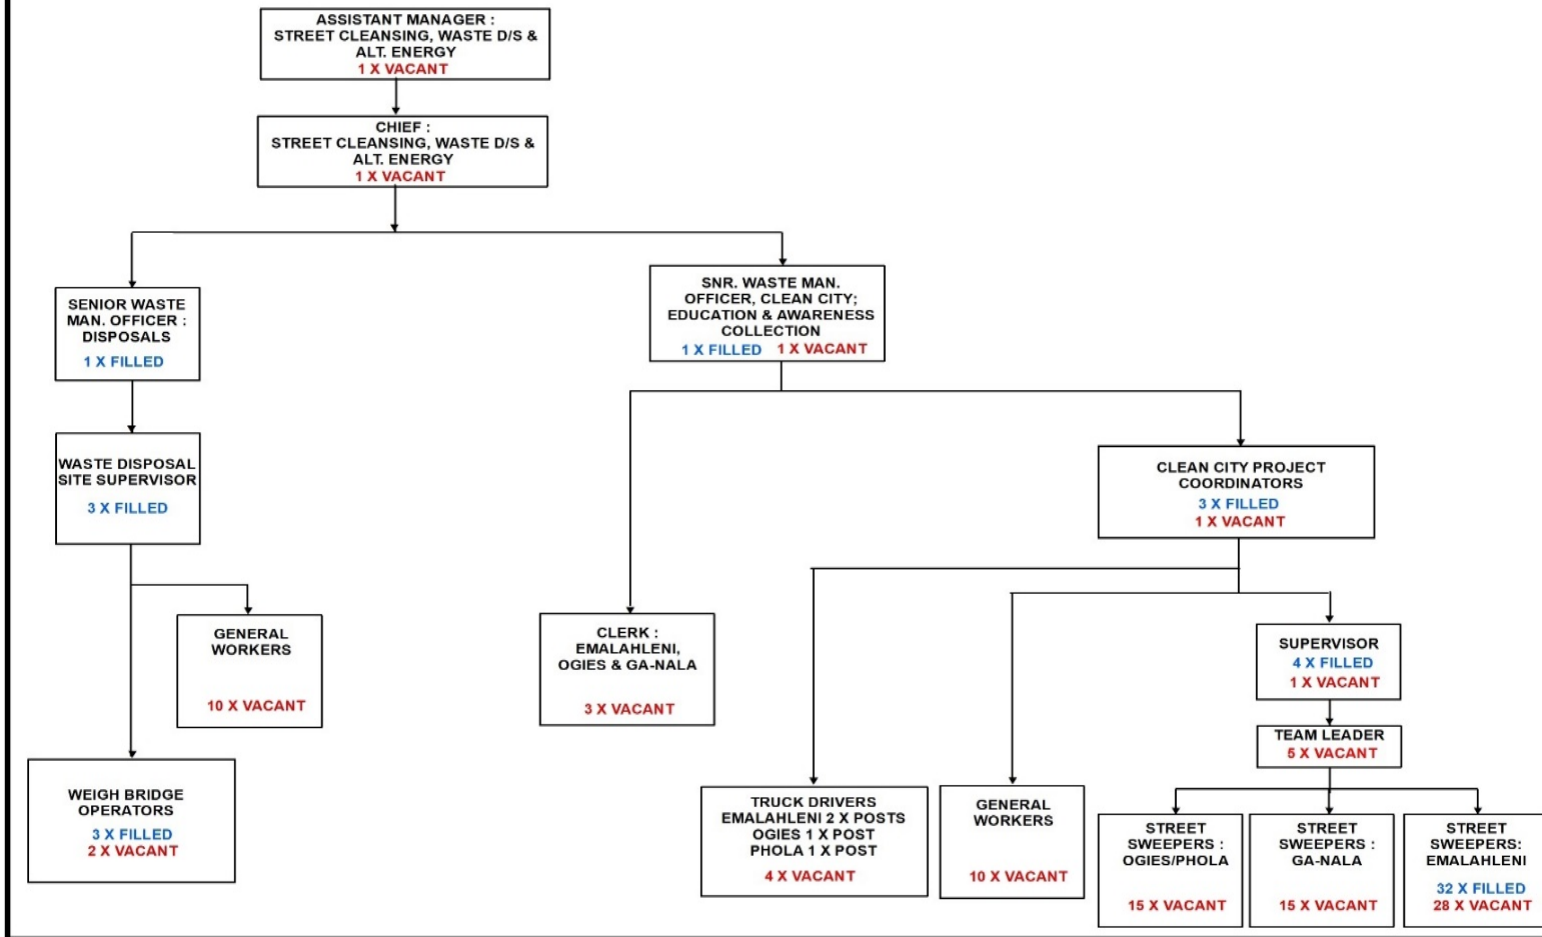 ASSISTANT MANAGER :
STREET CLEANSING, WASTE D/S &
ALT. ENERGY
1 X VACANT
CHIEF :
STREET CLEANSING, WASTE D/S &
ALT. ENERGY
1 X VACANT
SENIOR WASTE
MAN. OFFICER :
DISPOSALS
1 X FILLED
SNR. WASTE MAN.
OFFICER, CLEAN CITY;
EDUCATION & AWARENESS
COLLECTION
1 X FILLED 1 X VACANT
WASTE DISPOSAL
SITE SUPERVISOR
3 X FILLED
CLEAN CITY PROJECT
COORDINATORS
3 X FILLED
1 X VACANT
GENERAL
WORKERS
10 X VACANT
CLERK :
EMALAHLENI,
OGIES & GA-NALA
3 X VACANT
SUPERVISOR
4 X FILLED
1 X VACANT
TEAM LEADER
5 X VACANT
WEIGH BRIDGE
OPERATORS
3 X FILLED
2 X VACANT
TRUCK DRIVERS
EMALAHLENI 2 X POSTS
OGIES 1 X POST
PHOLA 1 X POST
4 X VACANT
GENERAL
WORKERS
10 X VACANT
STREET
SWEEPERS :
OGIES/PHOLA
15 X VACANT
STREET
SWEEPERS :
GA-NALA
15 X VACANT
STREET
SWEEPERS:
EMALAHLENI
32 X FILLED
28 X VACANT